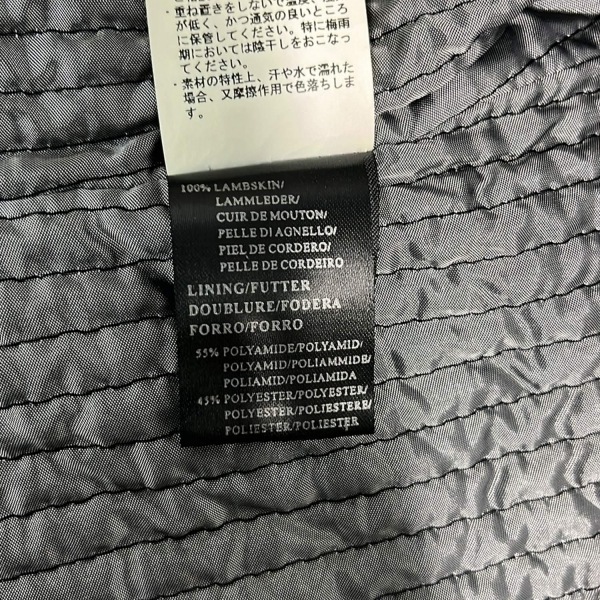 ・重ね置きをしないで温度、湿
が低く、かつ通気の良いところ
に保管してください。特に梅雨
期においては陰干しをおこなっ
てください。
・素材の特性上、汗や水で濡れた
場合、又摩擦作用で色落ちしま
す。
100% LAMBSKIN/
LAMMLEDER/
CUIR DE MOUTON/
PELLE DI AGNELLO/
PIEL DE CORDERO/
PELLE DE CORDEIRO
LINING/FUTTER
DOUBLURE/FODERA
FORRO/FORRO
55% POLYAMIDE/POLYAMID/
POLYAMID/POLIAMMIDE/
POLIAMID/POLIAMIDA
45% POLYESTER/POLYESTER/
POLYESTER/POLIESTERE/
POLIESTER/POLIESTER